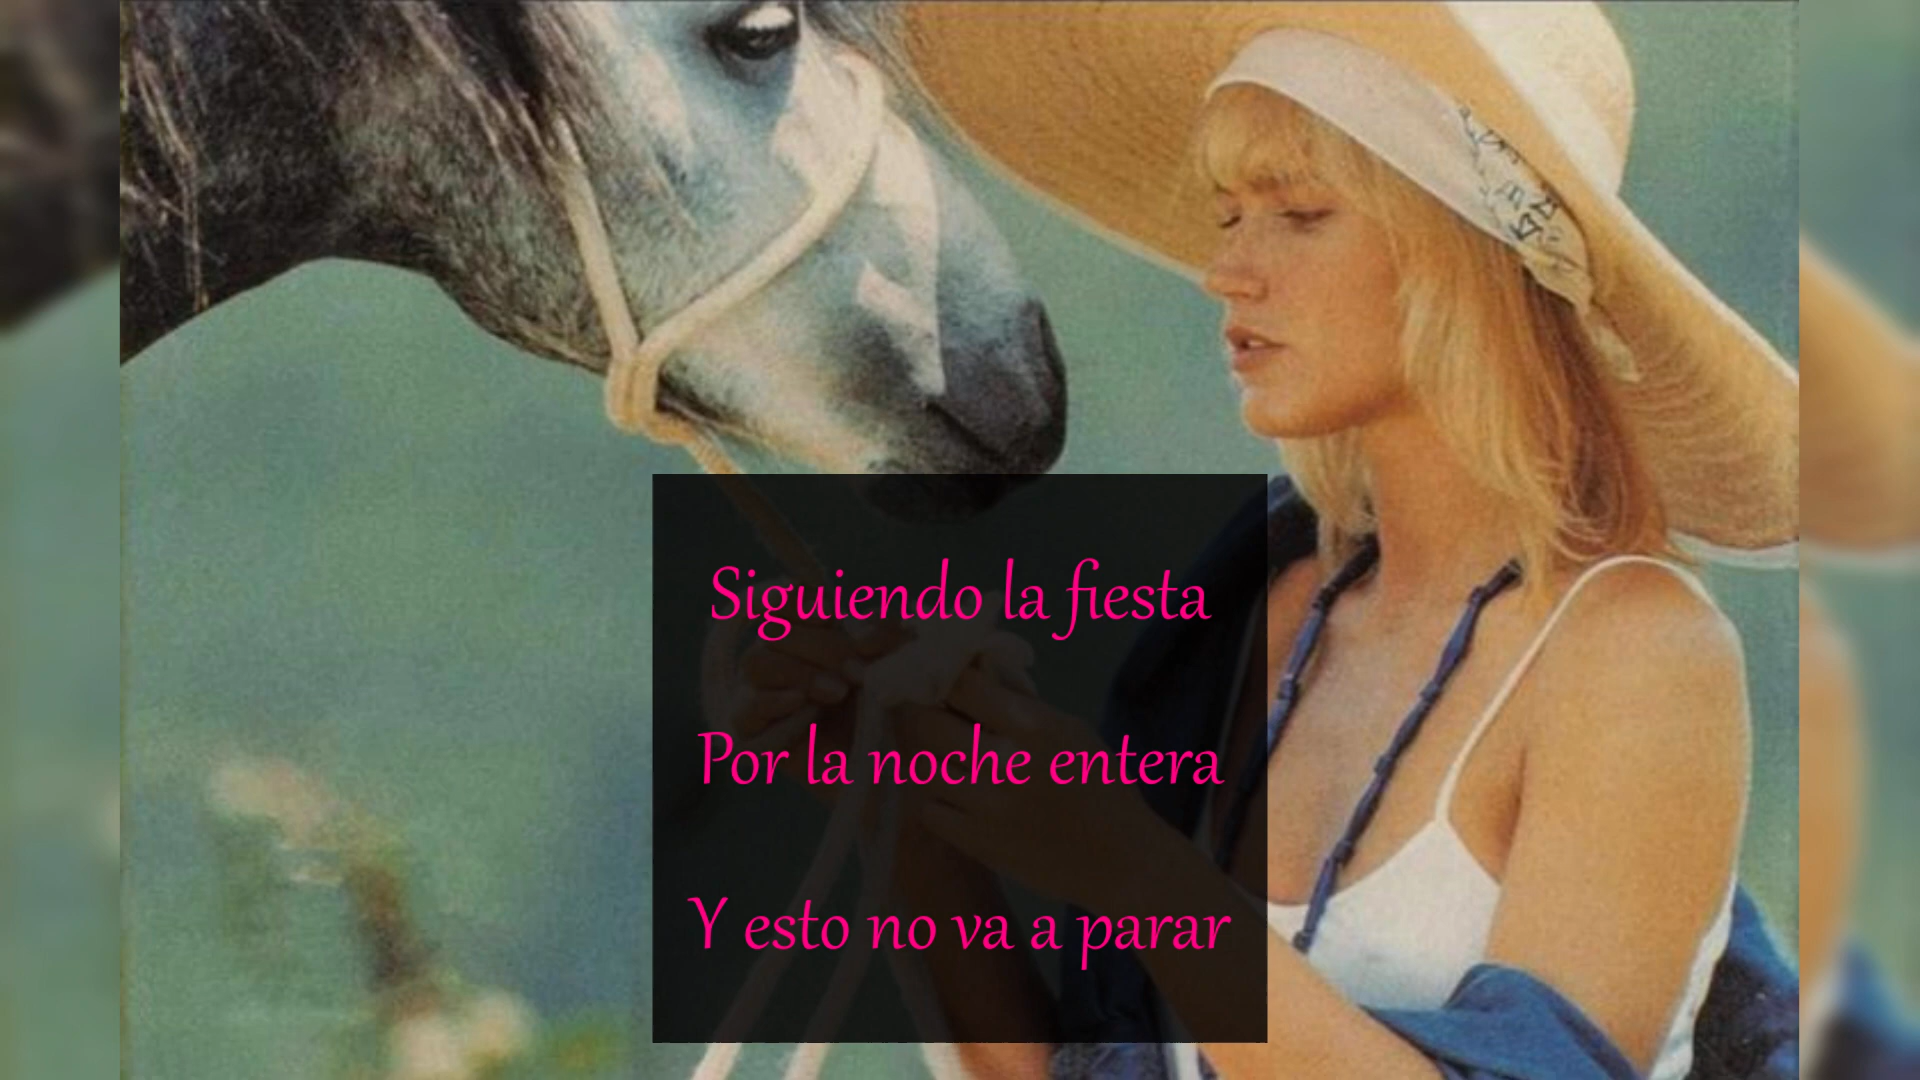 Siguiendo la fiesta
Por la noche entera
Y esto no va a parar